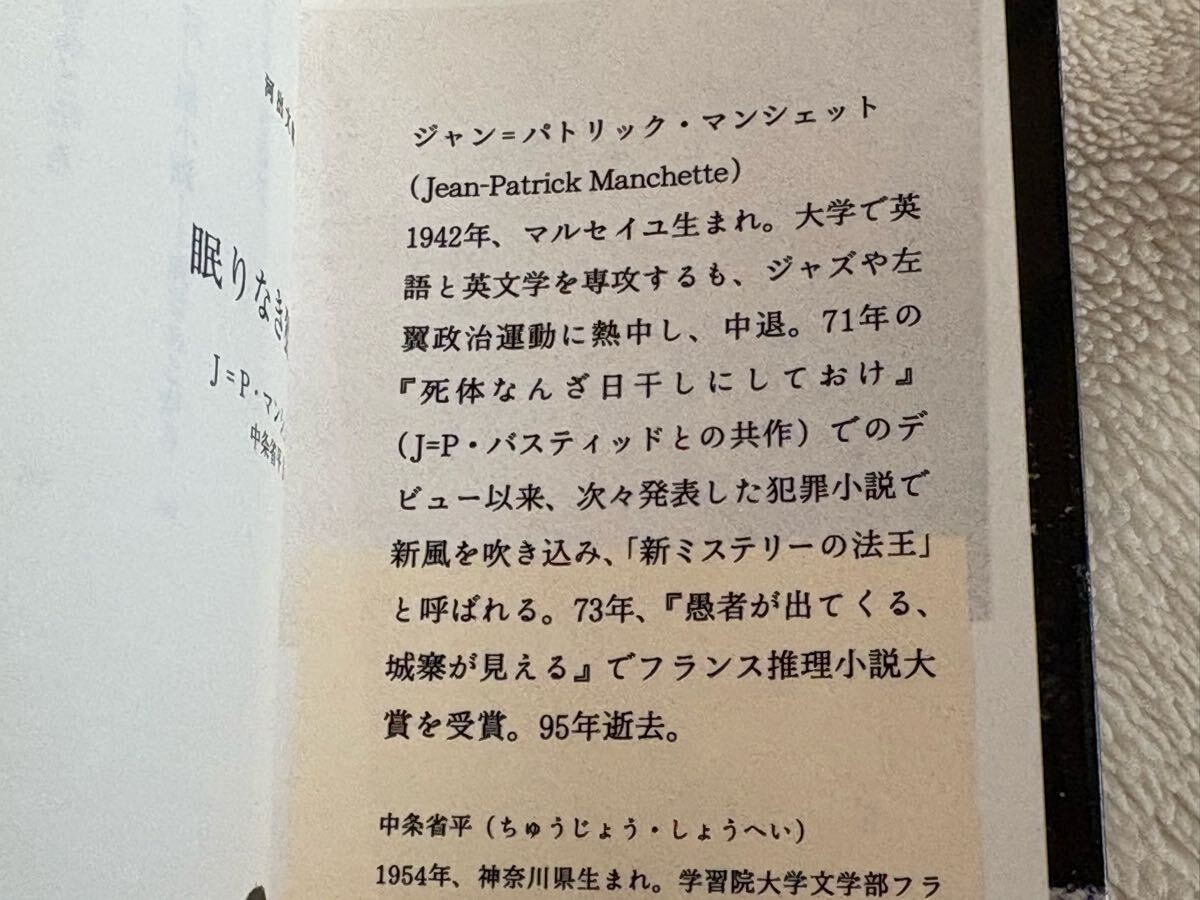 河出文
眠りなき
J=P・マン
中条省平
ジャン=パトリック・マンシェット
(Jean-Patrick Manchette)
1942年、マルセイユ生まれ。大学で英
語と英文学を専攻するも、ジャズや左
翼政治運動に熱中し、中退。71年の
『死体なんざ日干しにしておけ』
(J=P・バスティッドとの共作)でのデ
ビュー以来、次々発表した犯罪小説で
新風を吹き込み、「新ミステリーの法王」
と呼ばれる。73年、『愚者が出てくる、
城寨が見える』でフランス推理小説大
賞を受賞。95年逝去。
中条省平(ちゅうじょう・しょうへい)
1954年、神奈川県生まれ。学習院大学文学部フラ